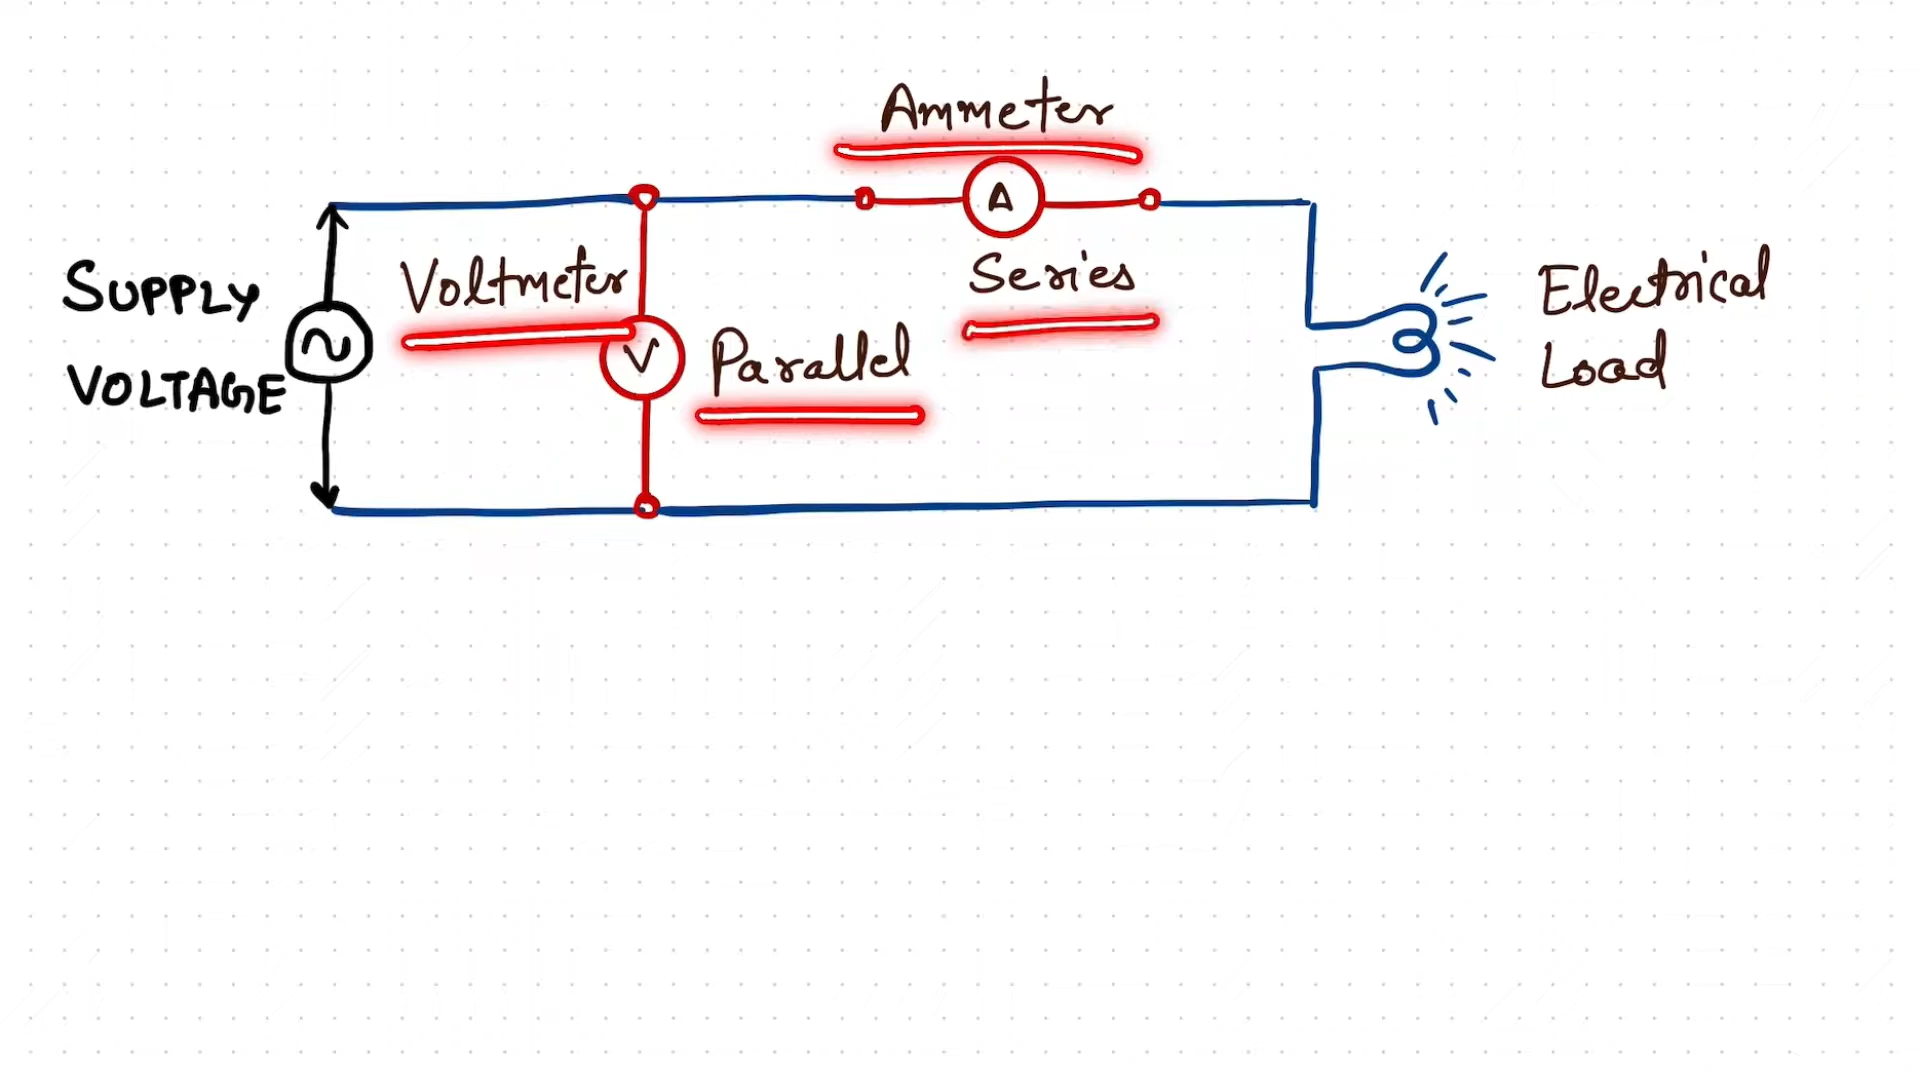 Ammeter
A
Series
SUPPLY
VOLTAGE
Voltmeter
V
Parallel
Electrical
Load